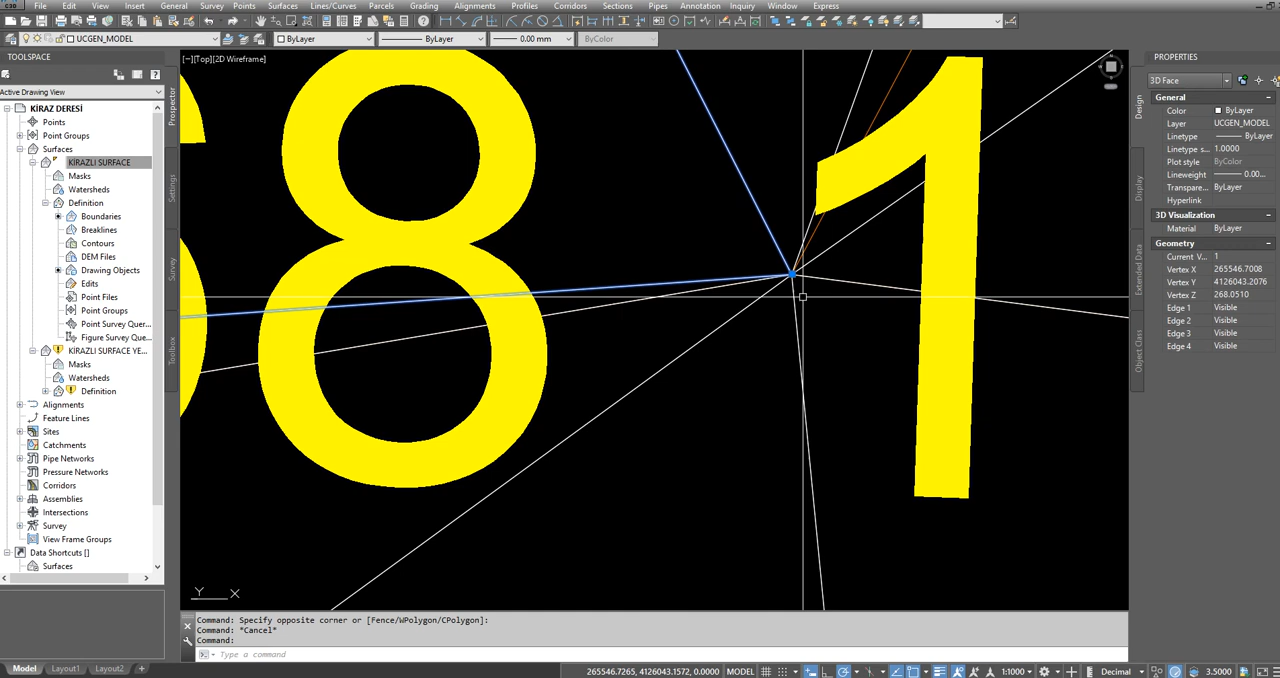 File Edit View Insert General Survey Points Surfaces Lines/Curves Parcels Grading Alignments Profiles Corridors Sections Pipes Annotation Inquiry Window Express
UCGEN_MODEL ByLayer ByLayer 0.00 mm ByColor
TOOLSPACE
Active Drawing View
KİRAZ DERESİ
Points
Point Groups
Surfaces
KİRAZLI SURFACE
Masks
Watersheds
Definition
Boundaries
Breaklines
Contours
DEM Files
Drawing Objects
Edits
Point Files
Point Groups
Point Survey Quer...
Figure Survey Que...
KİRAZLI SURFACE YE...
Masks
Watersheds
Definition
Alignments
Feature Lines
Sites
Catchments
Pipe Networks
Pressure Networks
Corridors
Assemblies
Intersections
Survey
View Frame Groups
Data Shortcuts []
Surfaces
Prospector
Settings
Survey
Toolbox
[−][Top][2D Wireframe]
8 1
Y X
Command: Specify opposite corner or [Fence/WPolygon/CPolygon]:
Command: *Cancel*
Command:
Type a command
Design
Display
Extended Data
Object Class
PROPERTIES
3D Face
General
Color ByLayer
Layer UCGEN_MODEL
Linetype ByLayer
Linetype s... 1.0000
Plot style ByColor
Lineweight 0.00...
Transpare... ByLayer
Hyperlink
3D Visualization
Material ByLayer
Geometry
Current V... 1
Vertex X 265546.7008
Vertex Y 4126043.2076
Vertex Z 268.0510
Edge 1 Visible
Edge 2 Visible
Edge 3 Visible
Edge 4 Visible
Model Layout1 Layout2 +
265546.7265, 4126043.1572, 0.0000 MODEL 1:1000 Decimal 3.5000